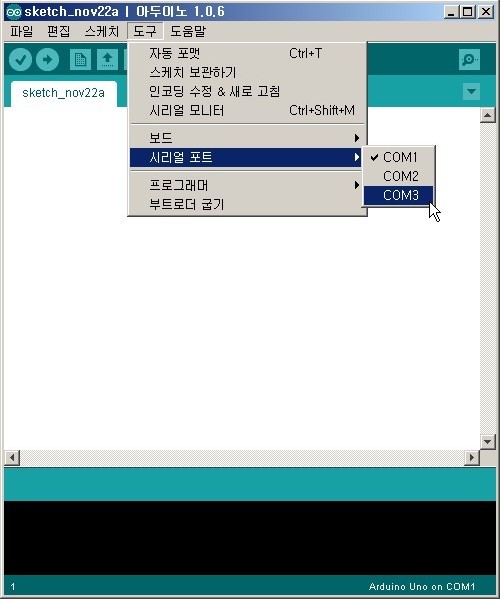 sketch_nov22a | 아두이노 1.0.6
파일 편집 스케치 도구 도움말
sketch_nov22a
자동 포맷 Ctrl+T
스케치 보관하기
인코딩 수정 & 새로 고침
시리얼 모니터 Ctrl+Shift+M
보드
시리얼 포트
COM1
COM2
COM3
프로그래머
부트로더 굽기
1 Arduino Uno on COM1